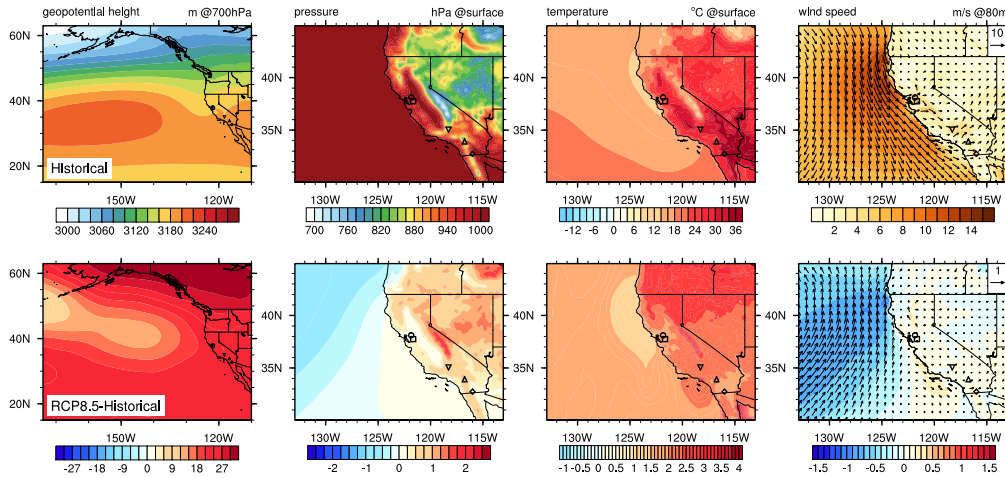 geopotential height m @700hPa
pressure hPa @surface
temperature °C @surface
wind speed m/s @80m
60N
40N
20N
150W
Historical
3000 3060 3120 3180 3240
40N
35N
130W 125W 120W 115W
700 760 820 880 940 1000
40N
35N
130W 125W 120W 115W
-12 -6 0 6 12 18 24 30 36
10
40N
35N
130W 125W 120W 115W
2 4 6 8 10 12 14
60N
40N
20N
150W
RCP8.5-Historical
-27 -18 -9 0 9 18 27
40N
35N
130W 125W 120W 115W
-2 -1 0 1 2
40N
35N
130W 125W 120W 115W
-1 -0.5 0 0.5 1 1.5 2 2.5 3 3.5 4
1
40N
35N
130W 125W 120W 115W
-1.5 -1 -0.5 0 0.5 1 1.5